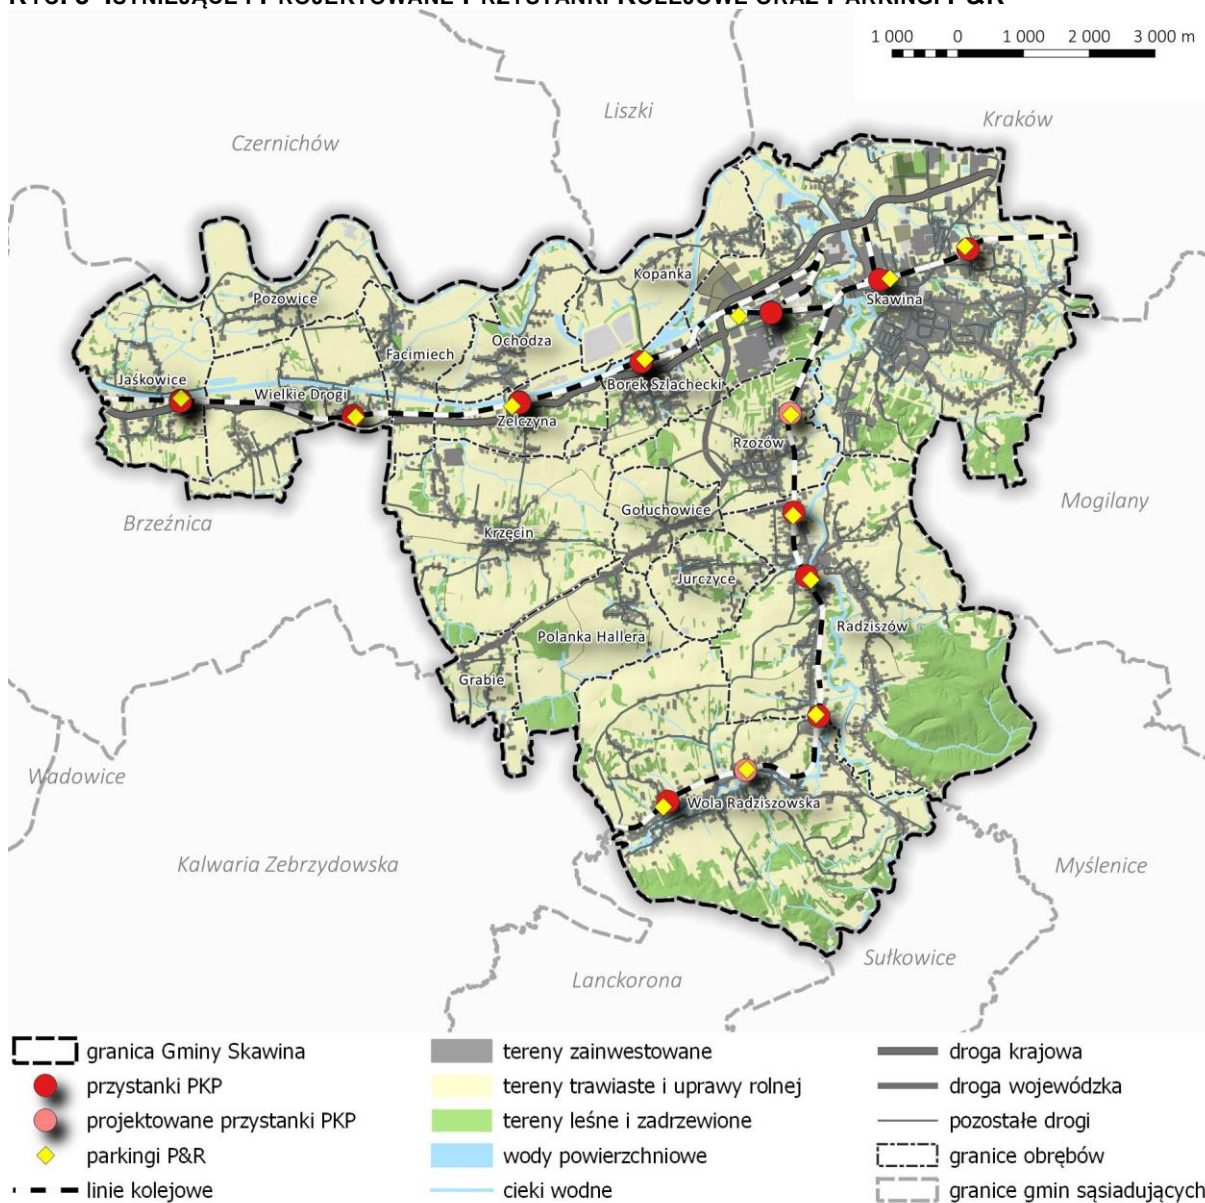 1 000 0 1 000 2 000 3 000 m
Liszki
Kraków
Czernichów
Kopanka
Pozowice
Skawina
Ochodza
Facimiech
Jaśkowice
Borek Szlachecki
Wielkie Drogi
Zelczyna
Rzozów
Mogilany
Gołuchowice
Brzeźnica
Krzęcin
Jurczyce
Radziszów
Polanka Hallera
Grabie
Wadowice
Wola Radziszowska
Kalwaria Zebrzydowska
Myślenice
Sułkowice
Lanckorona
granica Gminy Skawina
przystanki PKP
projektowane przystanki PKP
parkingi P&R
linie kolejowe
tereny zainwestowane
tereny trawiaste i uprawy rolnej
tereny leśne i zadrzewione
wody powierzchniowe
cieki wodne
droga krajowa
droga wojewódzka
pozostałe drogi
granice obrębów
granice gmin sąsiadujących